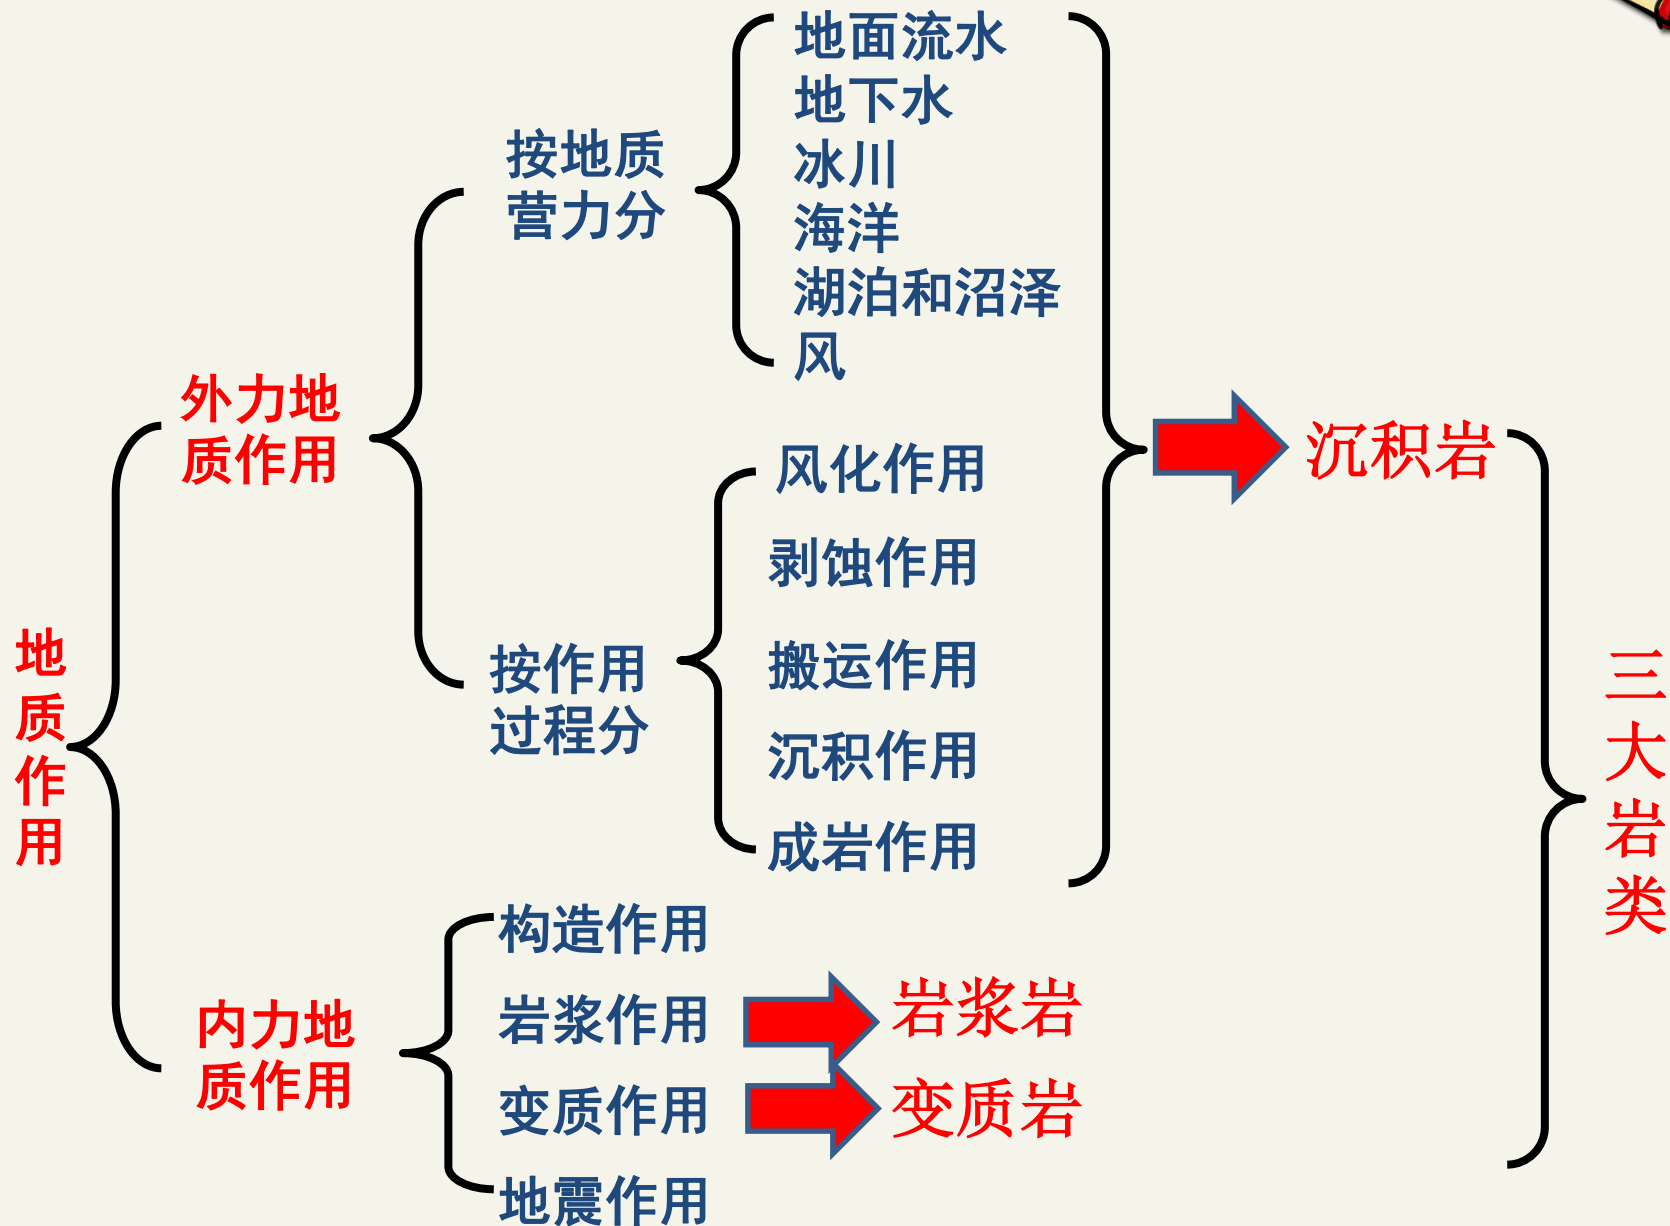 地质作用
外力地
质作用
按地质
营力分
地面流水
地下水
冰川
海洋
湖泊和沼泽
风
按作用
过程分
风化作用
剥蚀作用
搬运作用
沉积作用
成岩作用
沉积岩
内力地
质作用
构造作用
岩浆作用
岩浆岩
变质作用
变质岩
地震作用
三大岩类